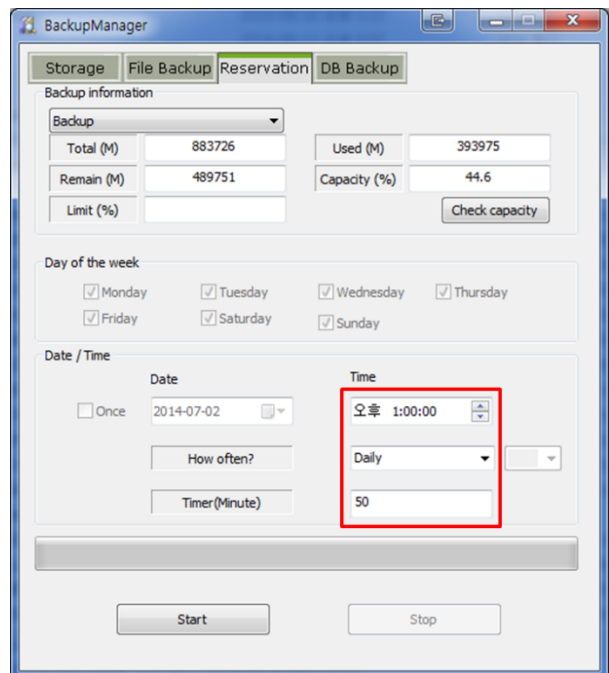 BackupManager
Storage File Backup Reservation DB Backup
Backup information
Backup
Total (M) 883726 Used (M) 393975
Remain (M) 489751 Capacity (%) 44.6
Limit (%) Check capacity
Day of the week
Monday Tuesday Wednesday Thursday
Friday Saturday Sunday
Date / Time
Date Time
Once 2014-07-02 오후 1:00:00
How often? Daily
Timer(Minute) 50
Start Stop